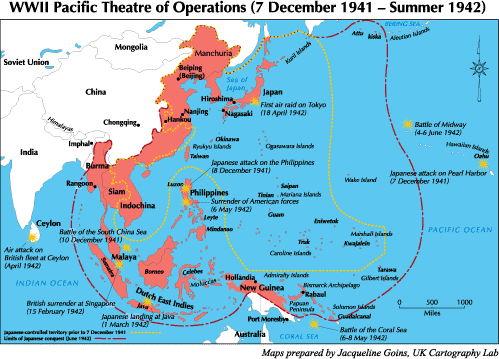 WWII Pacific Theatre of Operations (7 December 1941 – Summer 1942)
BERING SEA
Attu
Kiska
Aleutian Islands
Soviet Union
Mongolia
Manchuria
Kuril Islands
Beiping
(Beijing)
Sea of
Japan
Japan
China
Hiroshima
First air raid on Tokyo
(18 April 1942)
Nanjing
Nagasaki
Hankou
Battle of Midway
(4-6 June 1942)
Himalayas
Chongqing
Okinawa
Ryukyu Islands
Ogasawara Islands
Hawaiian Islands
Oahu
Imphal
Taiwan
India
Burma
Japanese attack on the Philippines
(8 December 1941)
Japanese attack on Pearl Harbor
(7 December 1941)
Wake Island
Rangoon
Siam
Luzon
Saipan
Philippines
Tinian
Mariana Islands
Indochina
Surrender of American forces
(6 May 1942)
Ceylon
Leyte
Guam
Eniwetok
Battle of the South China Sea
(10 December 1941)
Mindanao
Marshall Islands
PACIFIC OCEAN
Air attack on
British fleet at Ceylon
(April 1942)
Truk
Kwajalein
Malaya
Caroline Islands
Borneo
Celebes
Tarawa
Gilbert Islands
Sumatra
Moluccas
Hollandia
Admiralty Islands
INDIAN OCEAN
New Guinea
Bismarck Archipelago
Dutch East Indies
Rabaul
British surrender at Singapore
(15 February 1942)
Java
Papuan
Peninsula
Solomon Islands
0
1000
Miles
Japanese landing at Java
(1 March 1942)
Port Moresby
Guadalcanal
Japanese-controlled territory prior to 7 December 1941
Limits of Japanese conquest (June 1942)
Australia
CORAL SEA
Battle of the Coral Sea
(6-8 May 1942)
Maps prepared by Jacqueline Goins, UK Cartography Lab